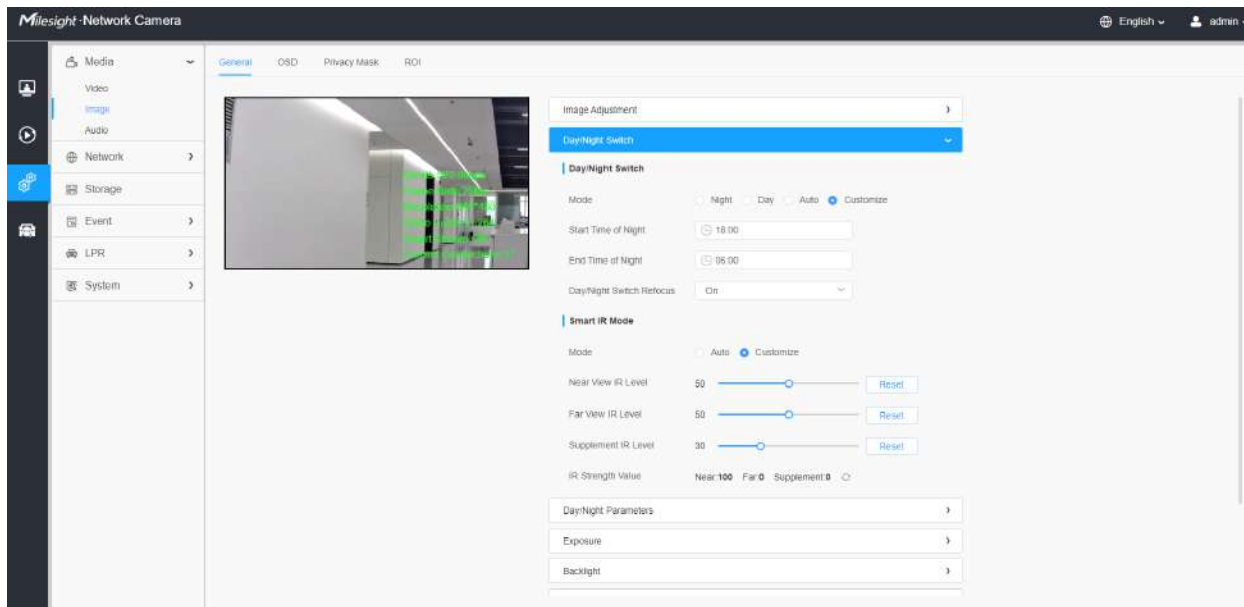 Milesight·Network Camera
English
admin
Media
Video
Image
Audio
Network
Storage
Event
LPR
System
General OSD Privacy Mask ROI
Image Adjustment
Day/Night Switch
Day/Night Switch
Mode Night Day Auto Customize
Start Time of Night 18:00
End Time of Night 06:00
Day/Night Switch Refocus On
Smart IR Mode
Mode Auto Customize
Near View IR Level 50 Reset
Far View IR Level 50 Reset
Supplement IR Level 30 Reset
IR Strength Value Near:100 Far:0 Supplement:0
Day/Night Parameters
Exposure
Backlight